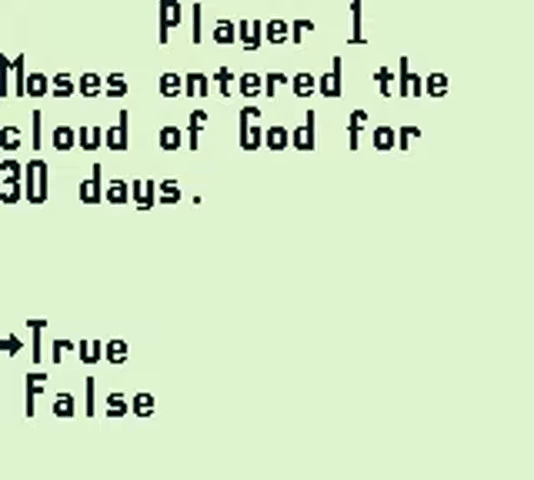 Player 1
Moses entered the
cloud of God for
30 days.
→True
False